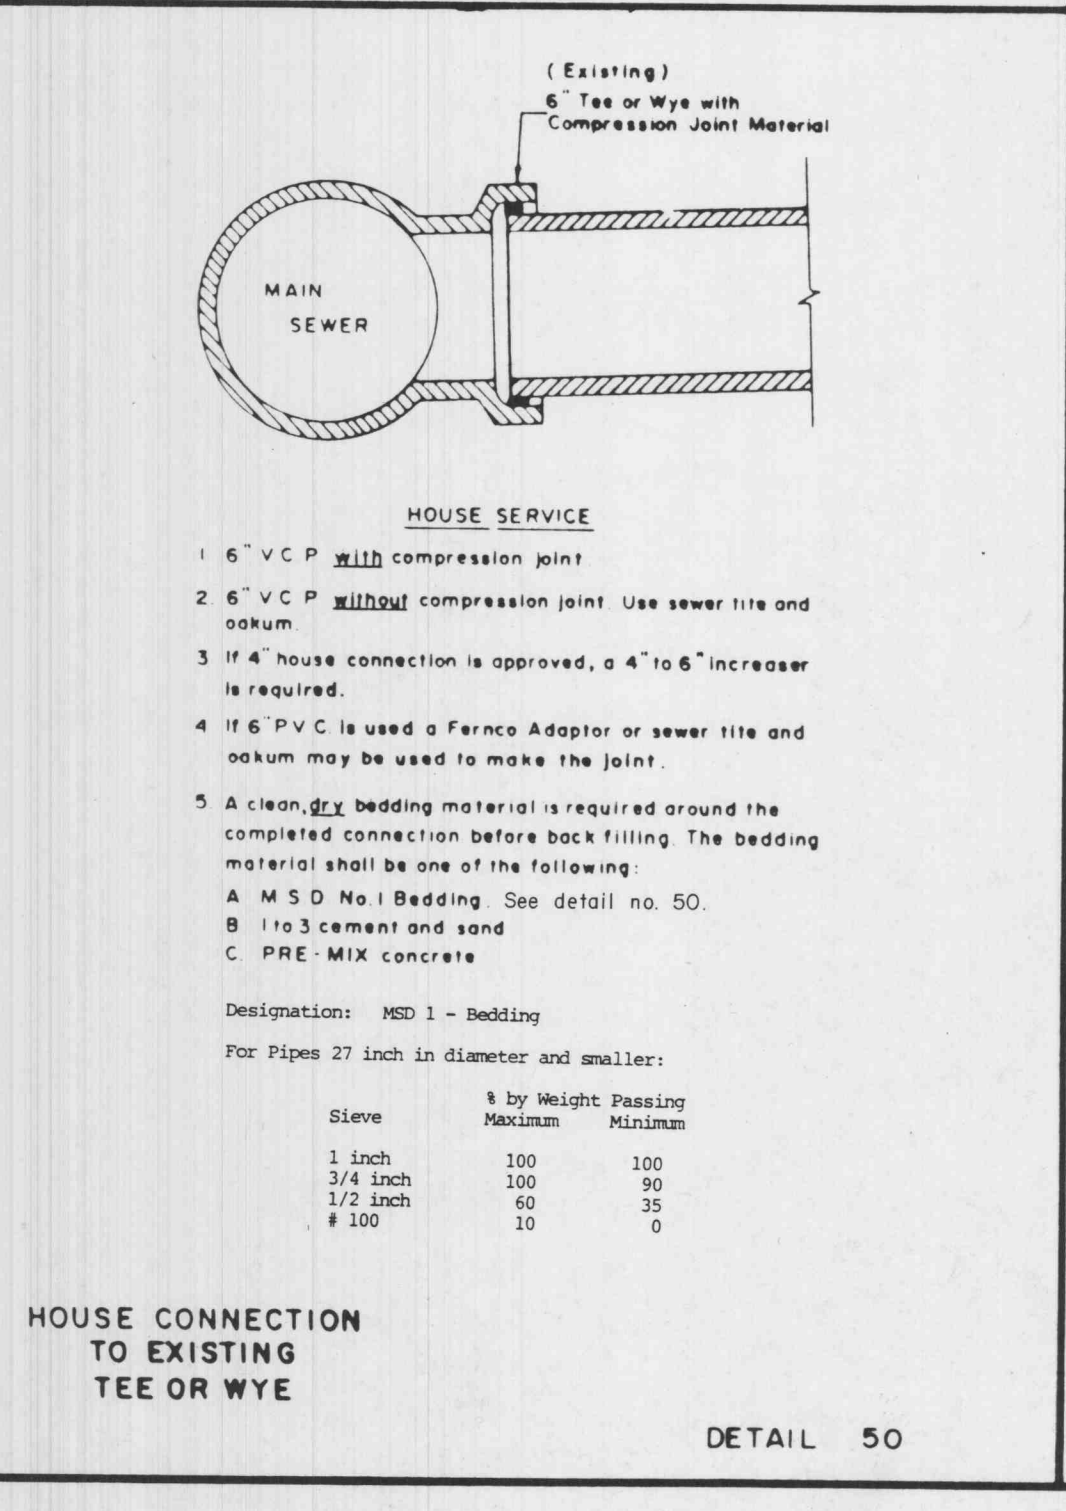 (Existing)
6" Tee or Wye with
Compression Joint Material
MAIN
SEWER
HOUSE SERVICE
1 6" V C P with compression joint
2. 6" V C P without compression joint. Use sewer tite and
oakum.
3 If 4" house connection is approved, a 4" to 6" increaser
is required.
4 If 6" P V C. is used a Fernco Adaptor or sewer tite and
oakum may be used to make the joint.
5. A clean, dry bedding material is required around the
completed connection before back filling. The bedding
material shall be one of the following:
A M S D No. 1 Bedding. See detail no. 50.
B 1 to 3 cement and sand
C. PRE-MIX concrete
Designation: MSD 1 - Bedding
For Pipes 27 inch in diameter and smaller:
% by Weight Passing
Sieve Maximum Minimum
1 inch 100 100
3/4 inch 100 90
1/2 inch 60 35
# 100 10 0
HOUSE CONNECTION
TO EXISTING
TEE OR WYE
DETAIL 50